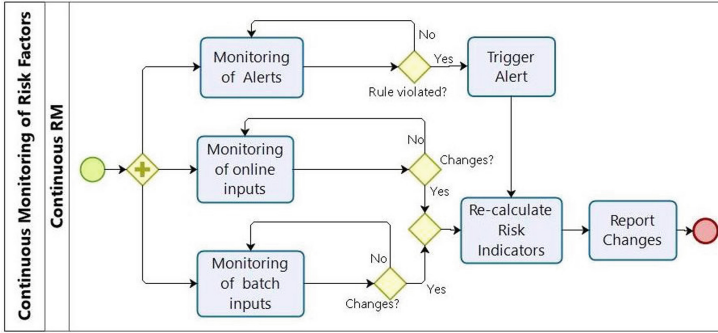 Continuous Monitoring of Risk Factors
Continuous RM
No
Monitoring
of Alerts
Yes
Trigger
Alert
Rule violated?
No
Monitoring
of online
inputs
Changes?
Yes
Re-calculate
Risk
Indicators
Report
Changes
No
Monitoring
of batch
inputs
Yes
Changes?